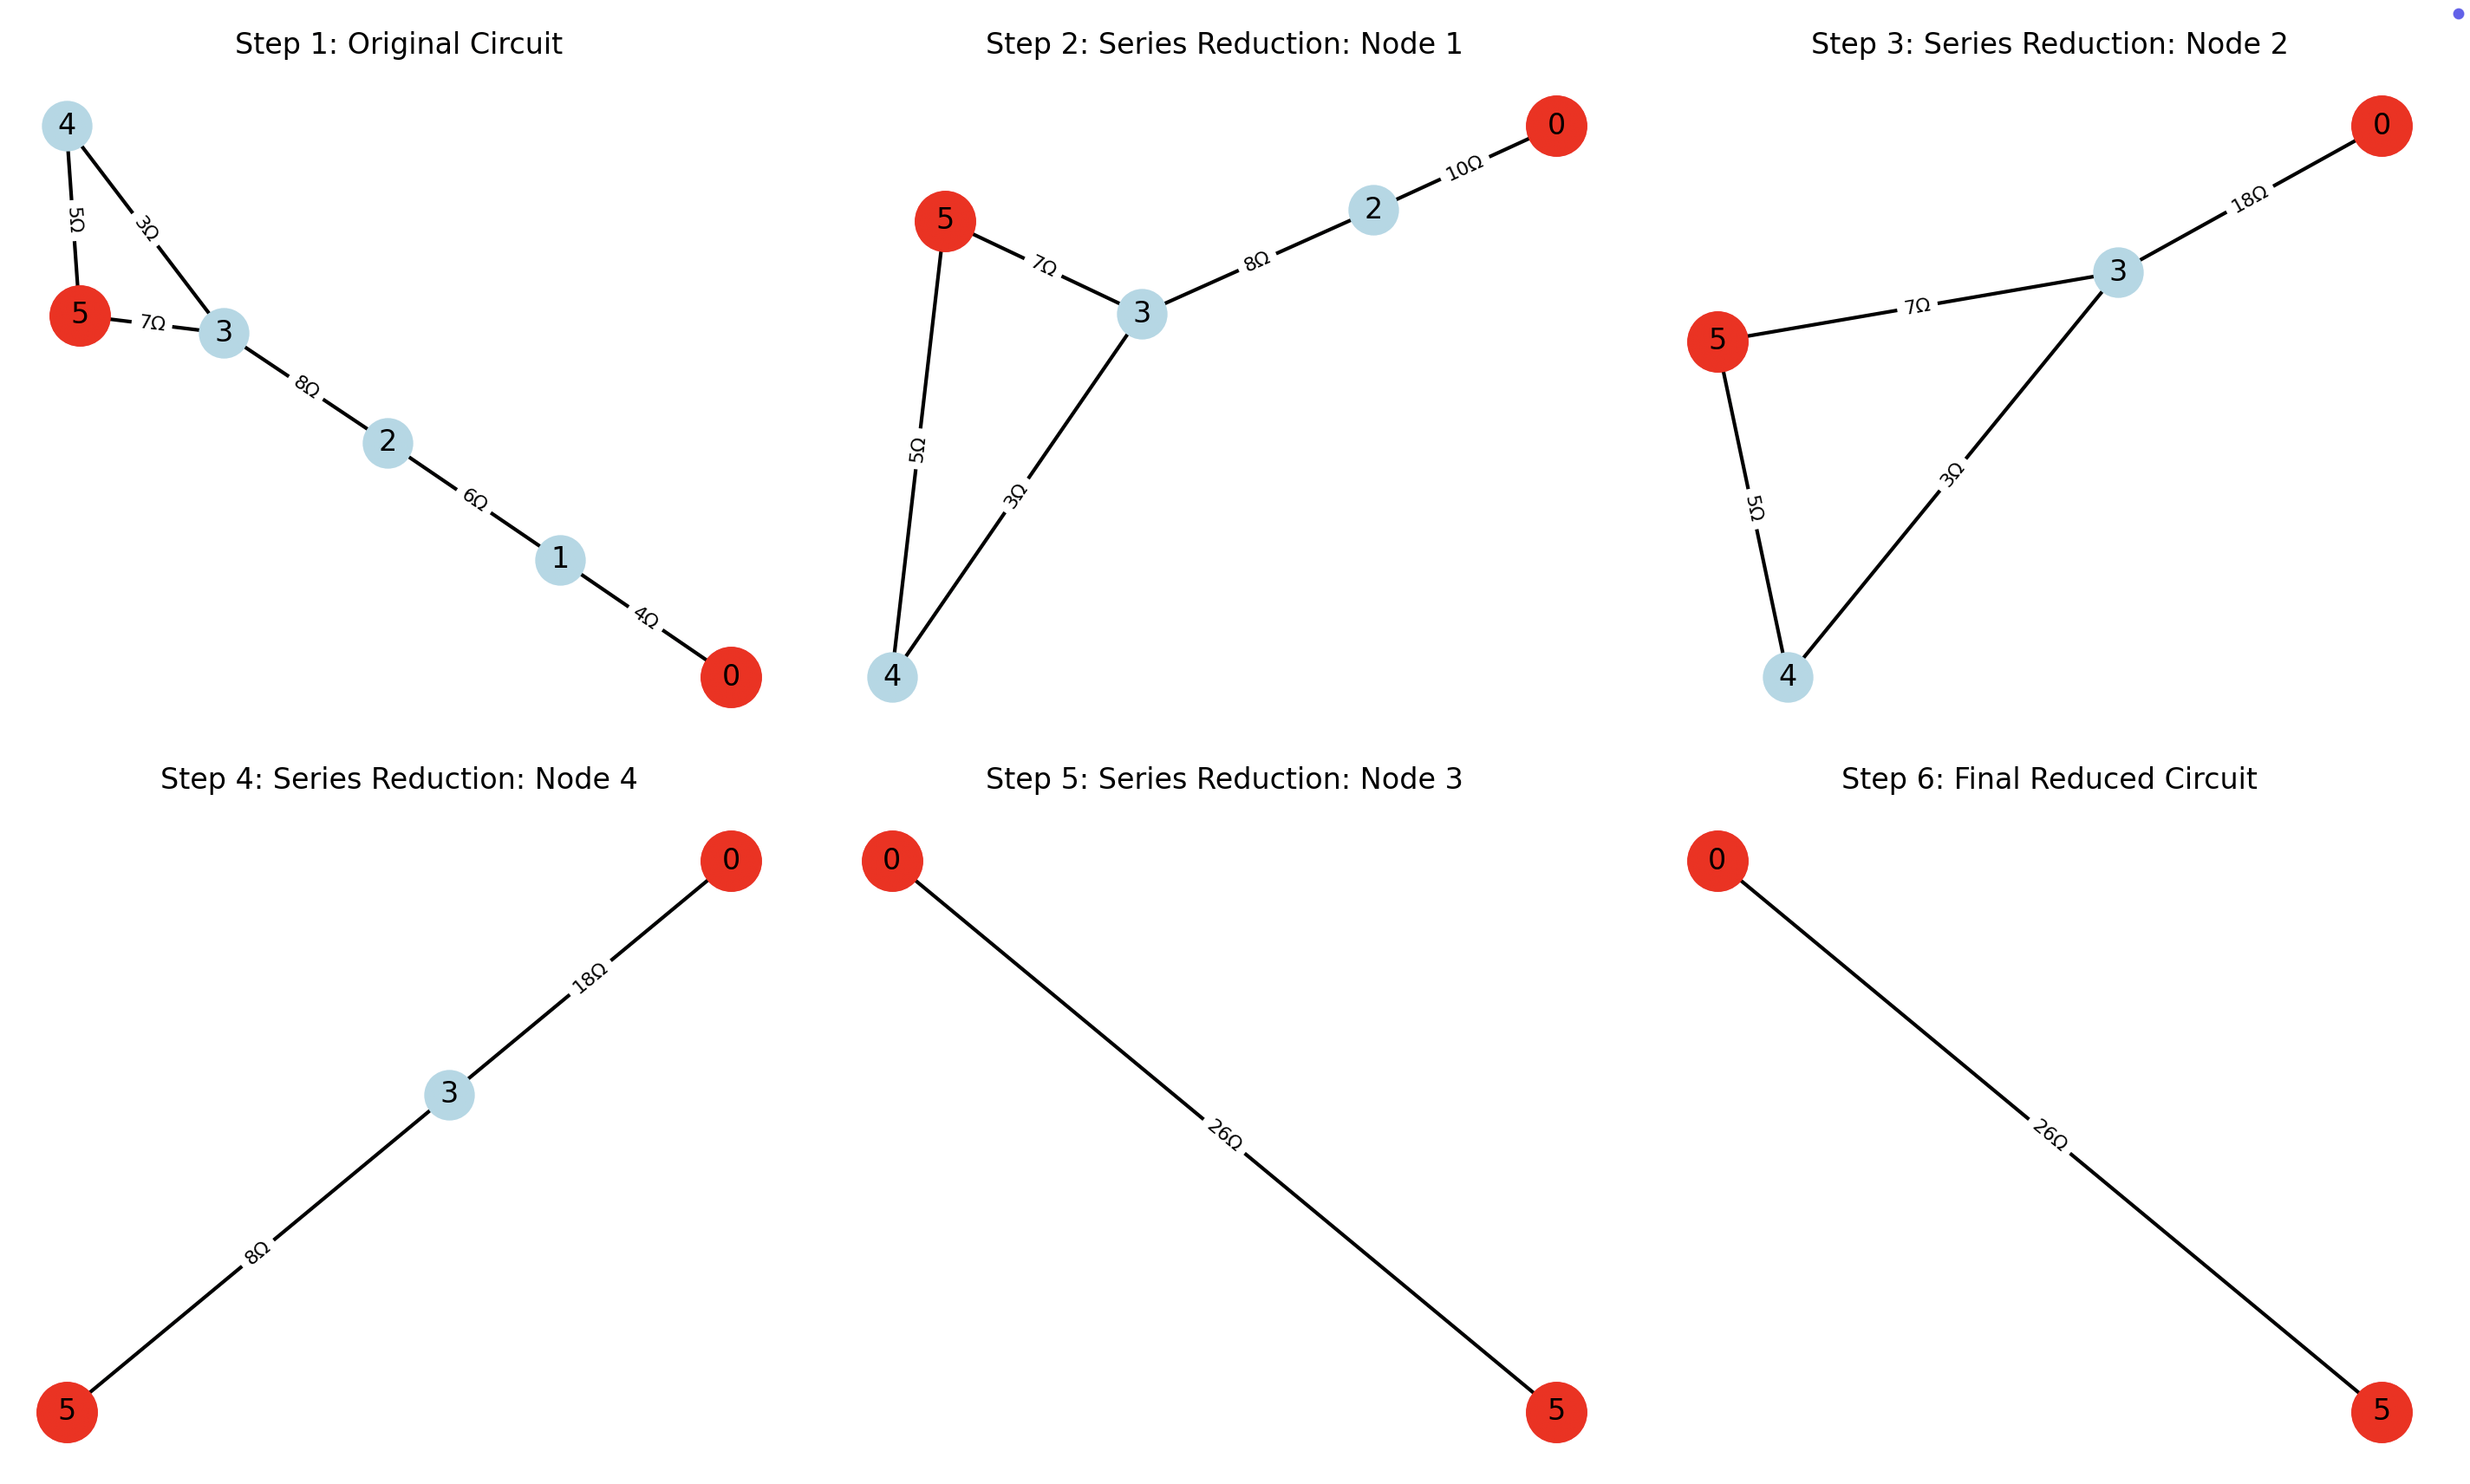 Step 1: Original Circuit
4
5Ω
3Ω
5
7Ω
3
8Ω
2
6Ω
1
4Ω
0
Step 2: Series Reduction: Node 1
0
10Ω
2
5
7Ω
8Ω
3
5Ω
3Ω
4
Step 3: Series Reduction: Node 2
0
18Ω
3
7Ω
5
3Ω
5Ω
4
Step 4: Series Reduction: Node 4
0
18Ω
3
8Ω
5
Step 5: Series Reduction: Node 3
0
26Ω
5
Step 6: Final Reduced Circuit
0
26Ω
5